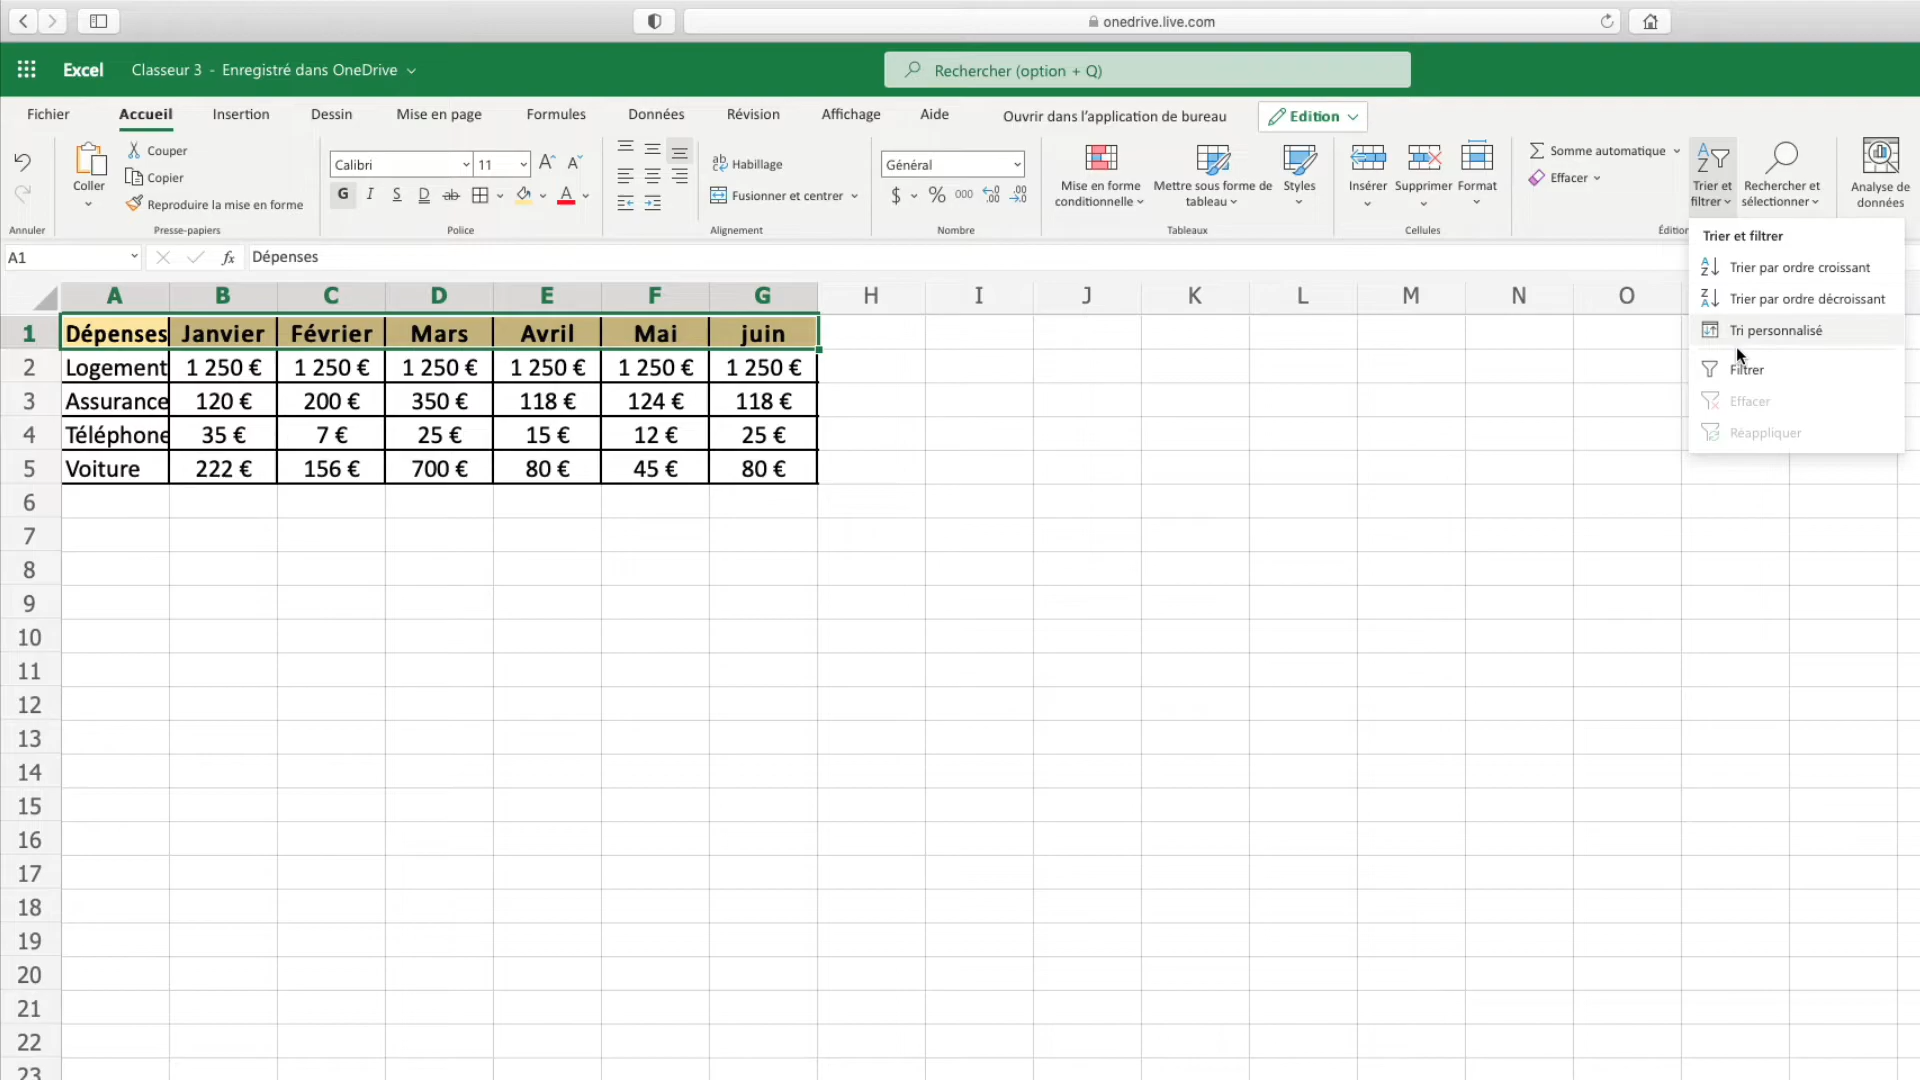 onedrive.live.com
Excel Classeur 3 - Enregistré dans OneDrive
Rechercher (option + Q)
Fichier Accueil Insertion Dessin Mise en page Formules Données Révision Affichage Aide Ouvrir dans l'application de bureau Edition
Annuler
Coller
Couper
Copier
Reproduire la mise en forme
Presse-papiers
Calibri 11
G I S D ab A
Police
ab Habillage
Fusionner et centrer
Alignement
Général
$ % 000
Nombre
Mise en forme
conditionnelle
Mettre sous forme de
tableau
Styles
Tableaux
Insérer Supprimer Format
Cellules
Somme automatique
Effacer
Trier et
filtrer
Rechercher et
sélectionner
Analyse de
données
Trier et filtrer
Trier par ordre croissant
Trier par ordre décroissant
Tri personnalisé
Filtrer
Effacer
Réappliquer
A1 fx Dépenses
A B C D E F G H I J K L M N O
1 Dépenses Janvier Février Mars Avril Mai juin
2 Logement 1 250 € 1 250 € 1 250 € 1 250 € 1 250 € 1 250 €
3 Assurance 120 € 200 € 350 € 118 € 124 € 118 €
4 Téléphone 35 € 7 € 25 € 15 € 12 € 25 €
5 Voiture 222 € 156 € 700 € 80 € 45 € 80 €
6
7
8
9
10
11
12
13
14
15
16
17
18
19
20
21
22
23